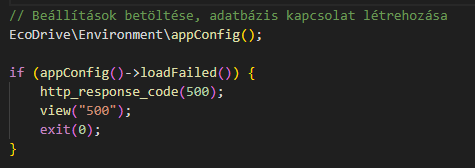 // Beállítások betöltése, adatbázis kapcsolat létrehozása
EcoDrive\Environment\appConfig();
if (appConfig()->loadFailed()) {
http_response_code(500);
view("500");
exit(0);
}